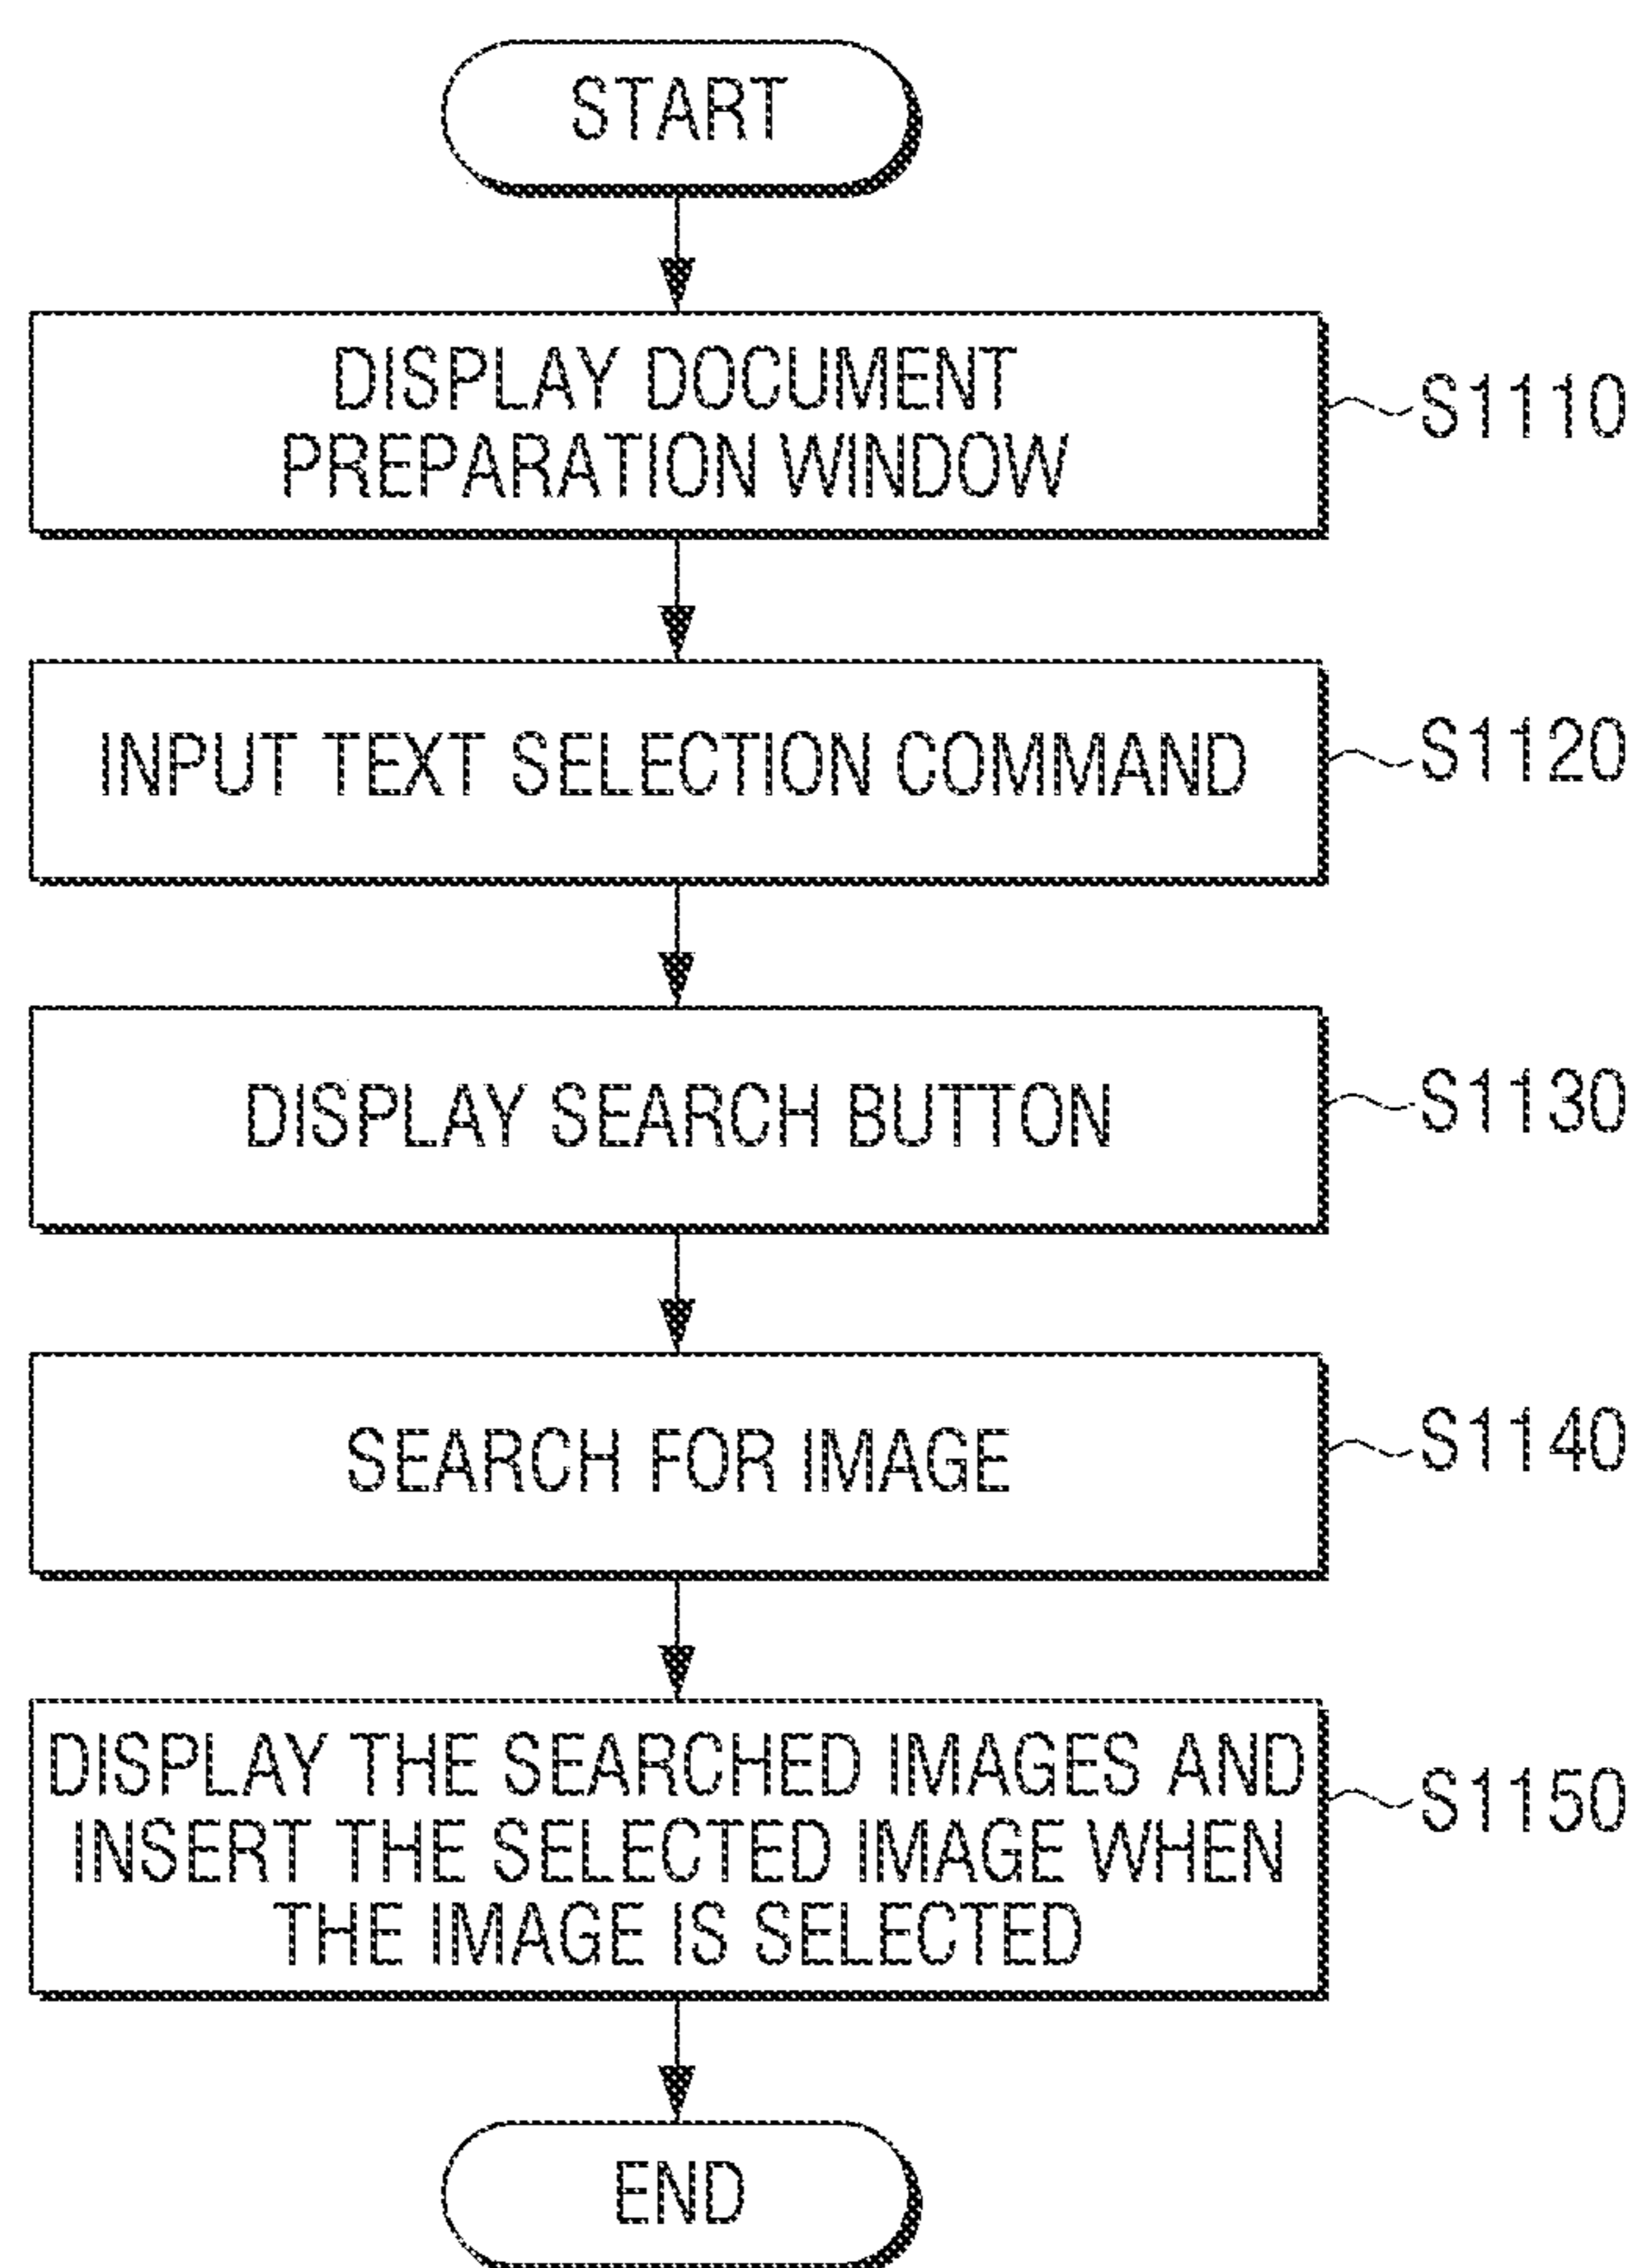 START
DISPLAY DOCUMENT
PREPARATION WINDOW
S1110
INPUT TEXT SELECTION COMMAND
S1120
DISPLAY SEARCH BUTTON
S1130
SEARCH FOR IMAGE
S1140
DISPLAY THE SEARCHED IMAGES AND
INSERT THE SELECTED IMAGE WHEN
THE IMAGE IS SELECTED
S1150
END